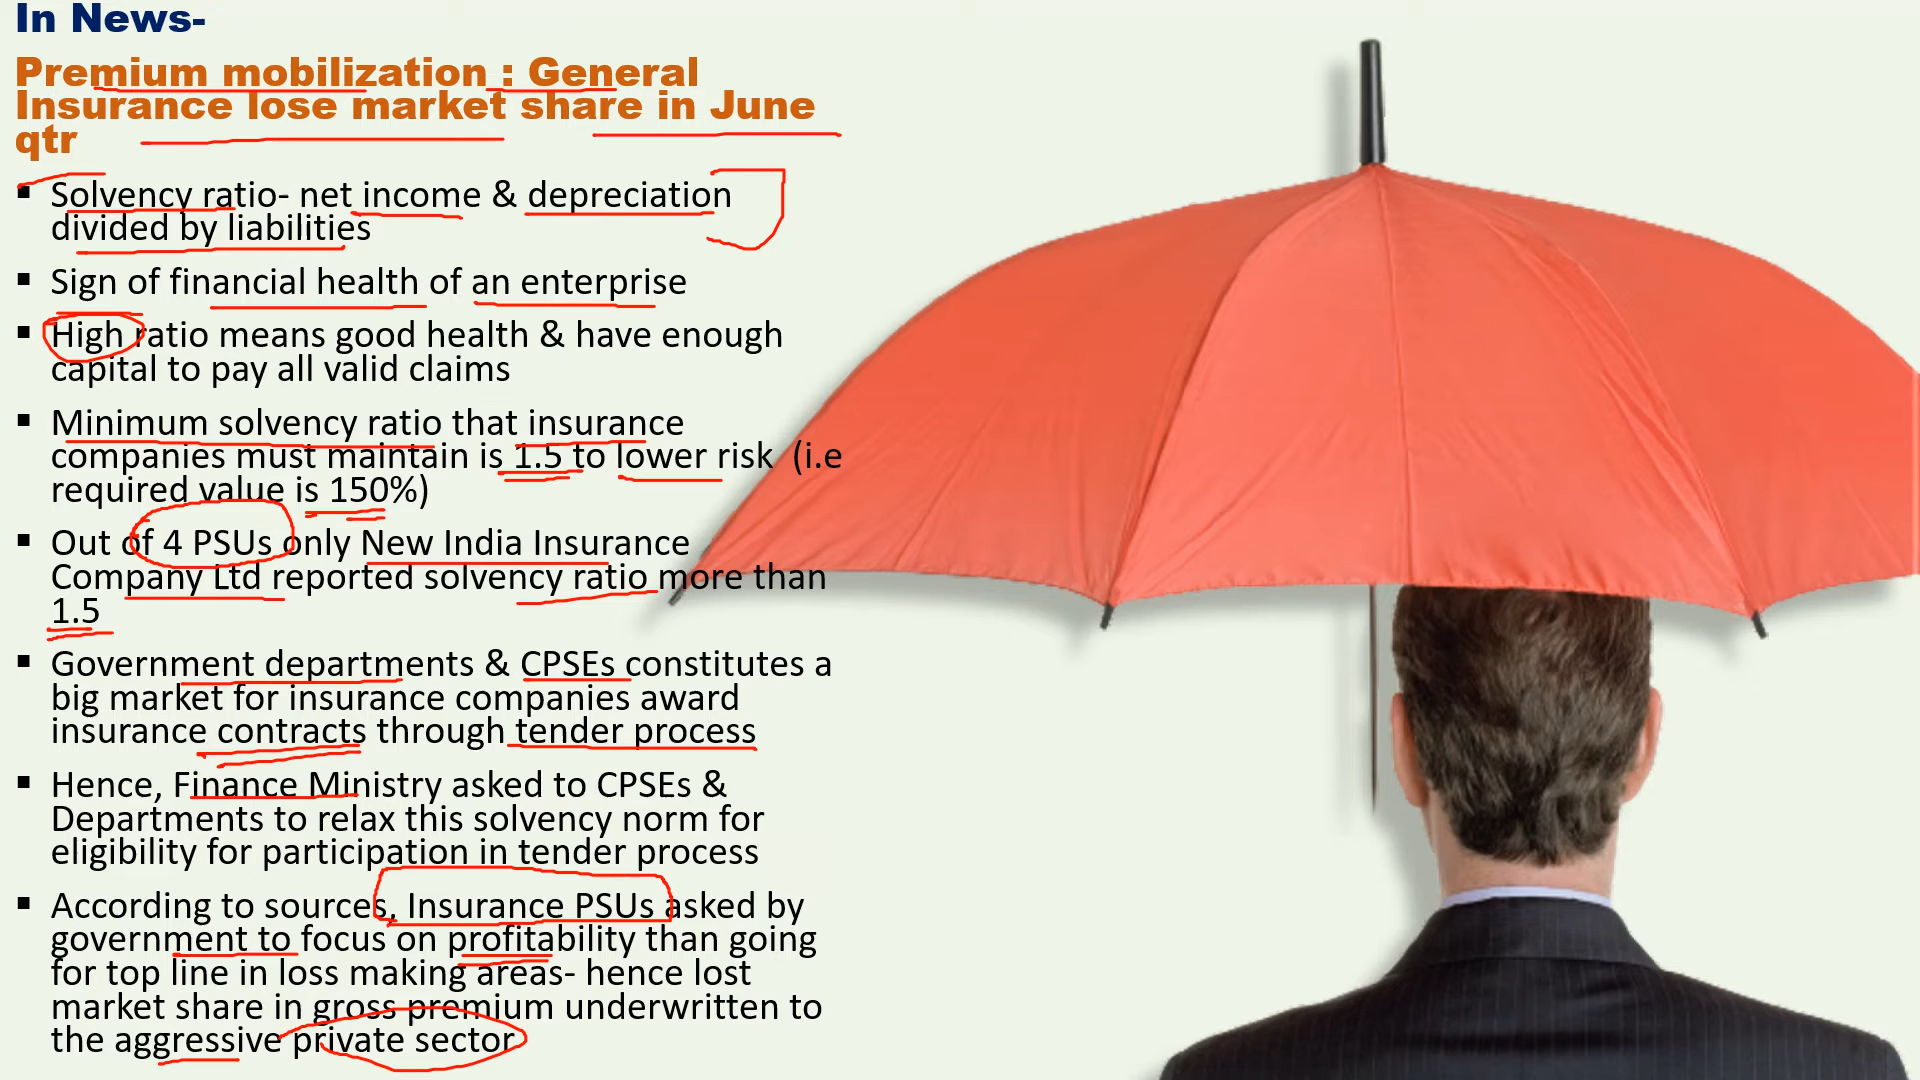 In News-
Premium mobilization : General
Insurance lose market share in June
qtr
▪ Solvency ratio- net income & depreciation
divided by liabilities
▪ Sign of financial health of an enterprise
▪ High ratio means good health & have enough
capital to pay all valid claims
▪ Minimum solvency ratio that insurance
companies must maintain is 1.5 to lower risk (i.e
required value is 150%)
▪ Out of 4 PSUs only New India Insurance
Company Ltd reported solvency ratio more than
1.5
▪ Government departments & CPSEs constitutes a
big market for insurance companies award
insurance contracts through tender process
▪ Hence, Finance Ministry asked to CPSEs &
Departments to relax this solvency norm for
eligibility for participation in tender process
▪ According to sources, Insurance PSUs asked by
government to focus on profitability than going
for top line in loss making areas- hence lost
market share in gross premium underwritten to
the aggressive private sector